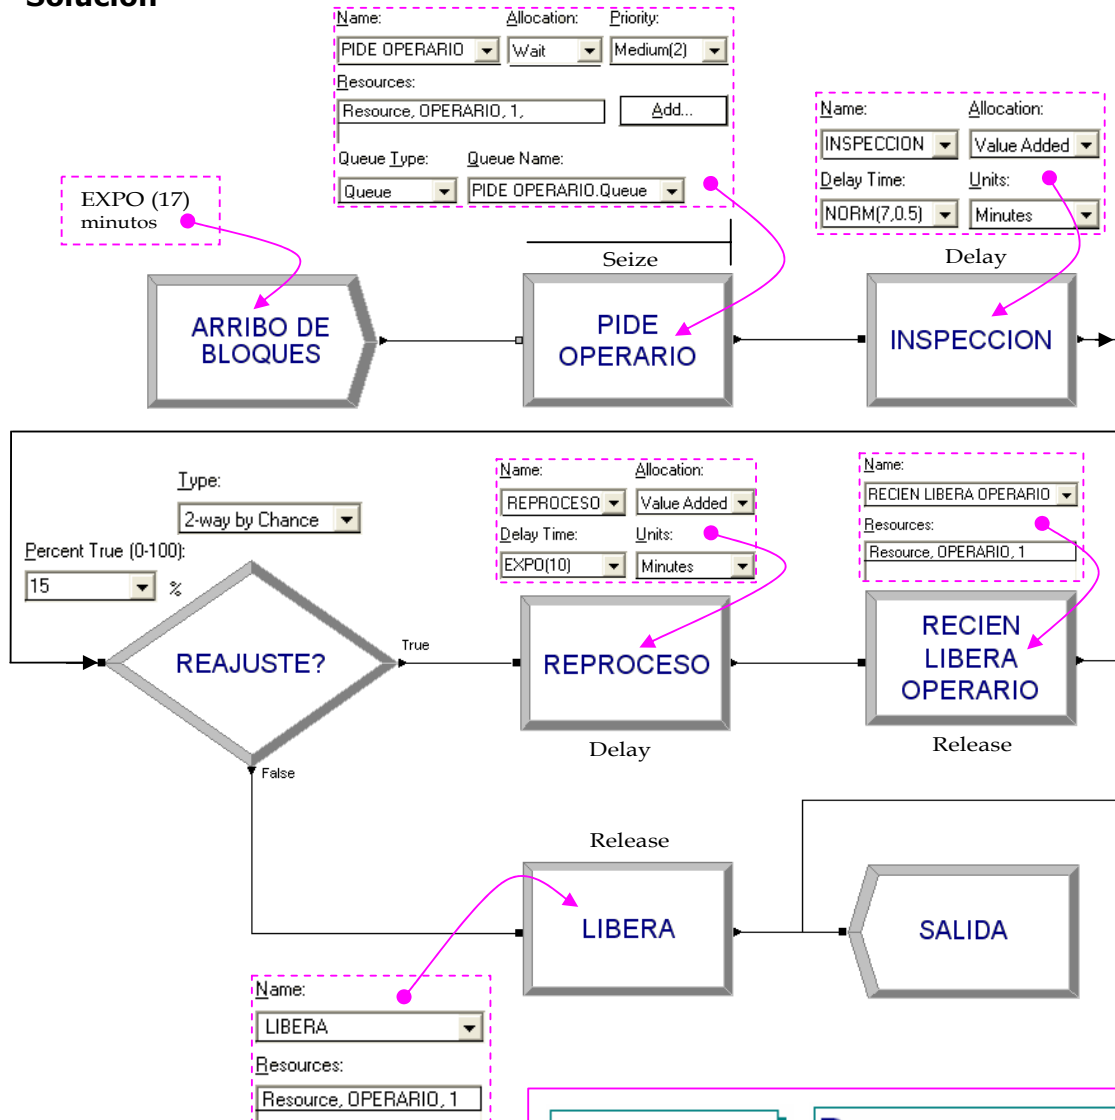 Solución
Name:
Allocation:
Priority:
PIDE OPERARIO
Wait
Medium(2)
Resources:
Resource, OPERARIO, 1,
Add...
Queue Type:
Queue Name:
Queue
PIDE OPERARIO.Queue
Name:
Allocation:
INSPECCION
Value Added
Delay Time:
Units:
NORM(7,0.5)
Minutes
EXPO (17)
minutos
Seize
Delay
ARRIBO DE
BLOQUES
PIDE
OPERARIO
INSPECCION
Type:
2-way by Chance
Percent True (0-100):
15
%
Name:
Allocation:
REPROCESO
Value Added
Delay Time:
Units:
EXPO(10)
Minutes
Name:
RECIEN LIBERA OPERARIO
Resources:
Resource, OPERARIO, 1
REAJUSTE?
True
False
REPROCESO
RECIEN
LIBERA
OPERARIO
Delay
Release
Release
LIBERA
SALIDA
Name:
LIBERA
Resources:
Resource, OPERARIO, 1